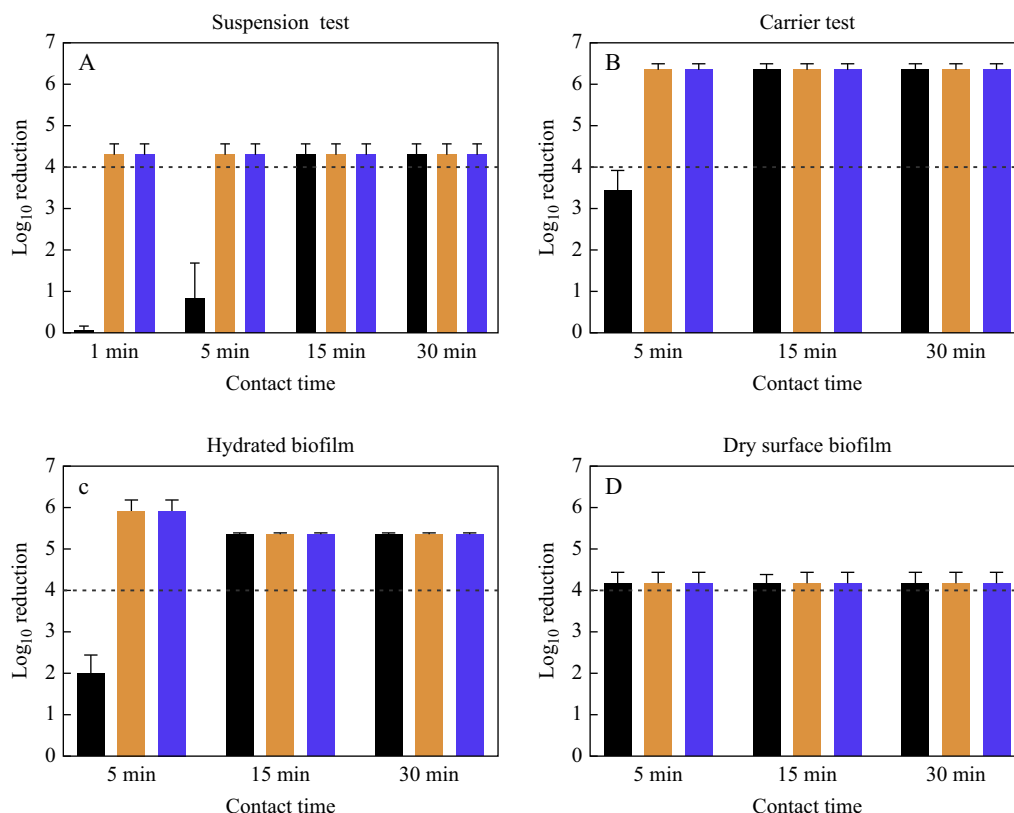 Suspension test
A
7
6
5
4
3
2
1
0
Log10 reduction
1 min 5 min 15 min 30 min
Contact time
Carrier test
B
7
6
5
4
3
2
1
0
Log10 reduction
5 min 15 min 30 min
Contact time
Hydrated biofilm
c
7
6
5
4
3
2
1
0
Log10 reduction
5 min 15 min 30 min
Contact time
Dry surface biofilm
D
7
6
5
4
3
2
1
0
Log10 reduction
5 min 15 min 30 min
Contact time